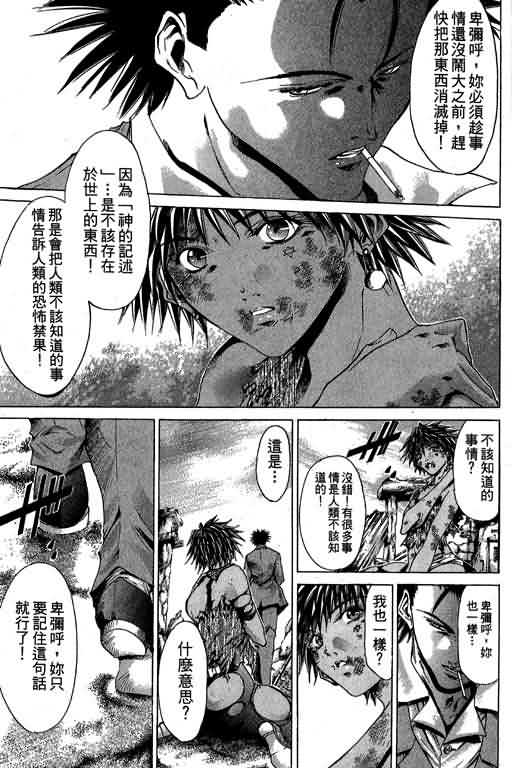 卑彌呼，妳必須趁事
情還沒鬧大之前，趕
快把那東西消滅掉！
因為「神的記述
」…是不該存在
於世上的東西！
那是會把人類不該知道的事
情告訴人類的恐怖禁果！
不該知道的
事情？
沒錯！有很多事
情是人類不該知
道的！
這是…
卑彌呼，妳
也一樣…
我也一樣？
什麼意思？
卑彌呼，妳只
要記住這句話
就行了！